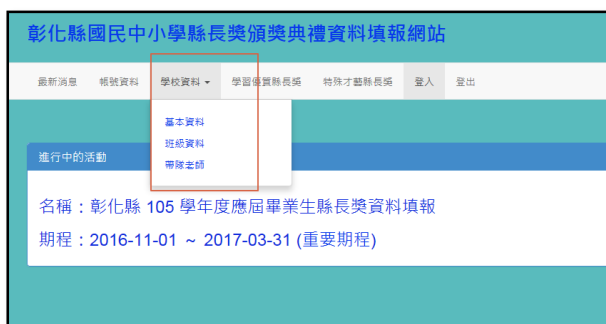 彰化縣國民中小學縣長獎頒獎典禮資料填報網站
最新消息 帳號資料 學校資料 學習優質縣長獎 特殊才藝縣長獎 登入 登出
基本資料
班級資料
帶隊老師
進行中的活動
名稱：彰化縣 105 學年度應屆畢業生縣長獎資料填報
期程：2016-11-01 ~ 2017-03-31 (重要期程)